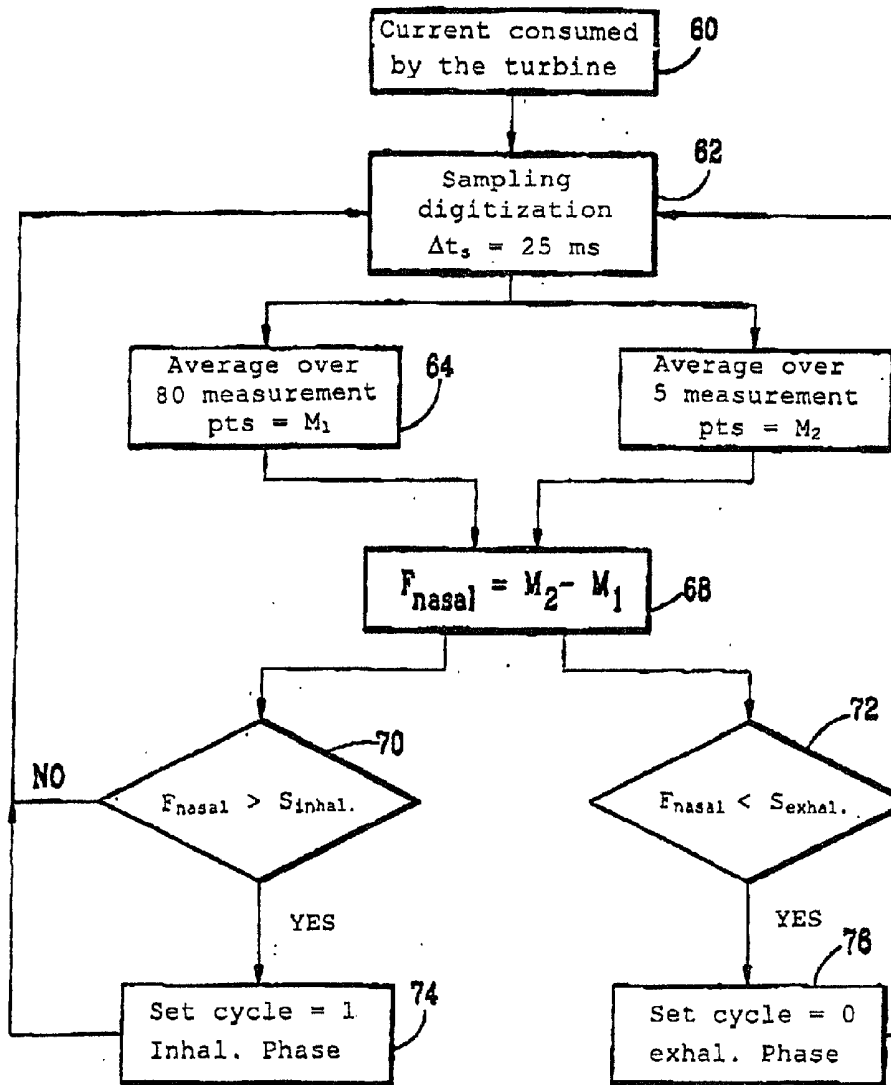 Current consumed
by the turbine
60
Sampling
digitization
Δts = 25 ms
62
Average over
80 measurement
pts = M1
64
Average over
5 measurement
pts = M2
Fnasal = M2- M1
68
70
72
NO
Fnasal > Sinhal.
Fnasal < Sexhal.
YES
YES
Set cycle = 1
Inhal. Phase
74
76
Set cycle = 0
exhal. Phase